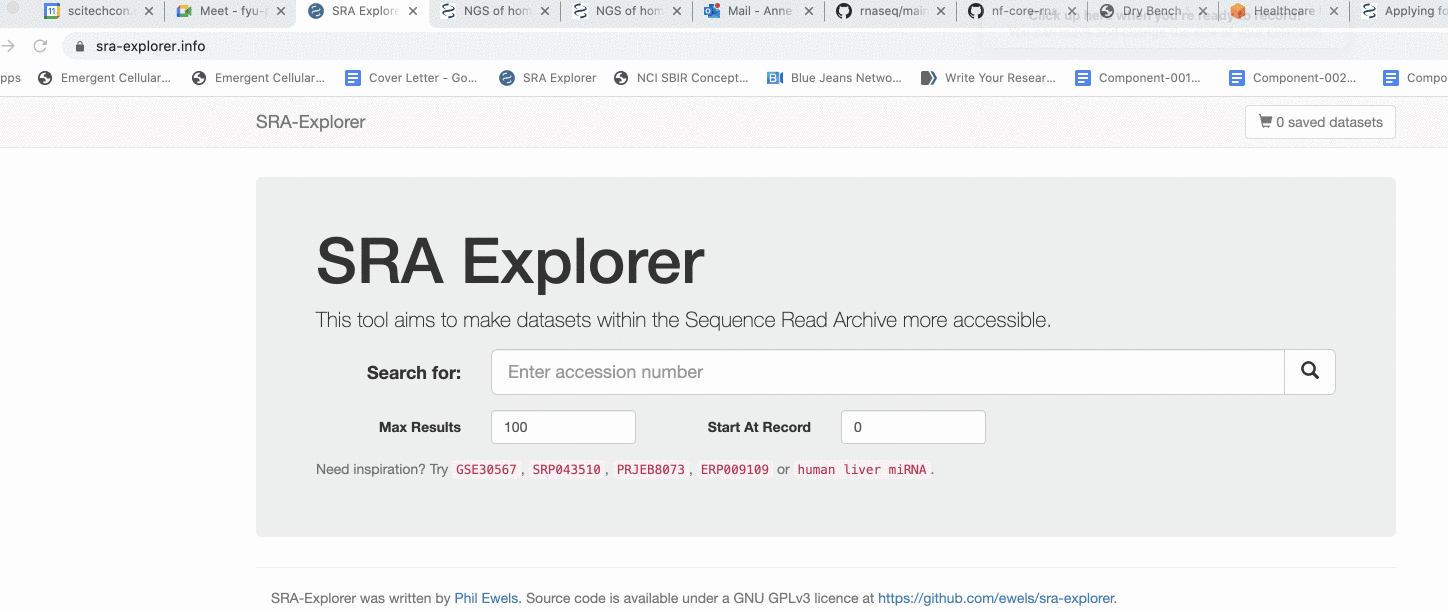 scitechcon. Meet - fyu- SRA Explore NGS of hom NGS of hom Mail - Anne rnaseq/main nf-core-rna Dry Bench Healthcare Applying fo
Click up here when you're ready to record!
sra-explorer.info
pps Emergent Cellular... Emergent Cellular... Cover Letter - Go... SRA Explorer NCI SBIR Concept... Blue Jeans Netwo... Write Your Resear... Component-001... Component-002... Compo
SRA-Explorer 0 saved datasets
SRA Explorer
This tool aims to make datasets within the Sequence Read Archive more accessible.
Search for: Enter accession number
Max Results 100 Start At Record 0
Need inspiration? Try GSE30567, SRP043510, PRJEB8073, ERP009109 or human liver miRNA.
SRA-Explorer was written by Phil Ewels. Source code is available under a GNU GPLv3 licence at https://github.com/ewels/sra-explorer.